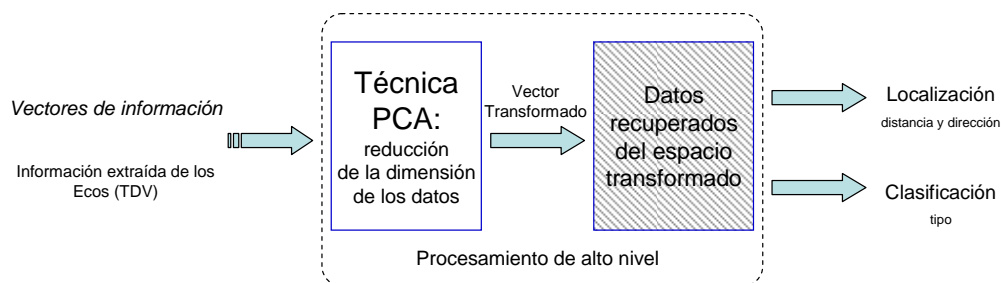 Vectores de información
Información extraída de los
Ecos (TDV)
Técnica
PCA:
reducción
de la dimensión
de los datos
Vector
Transformado
Datos
recuperados
del espacio
transformado
Localización
distancia y dirección
Clasificación
tipo
Procesamiento de alto nivel